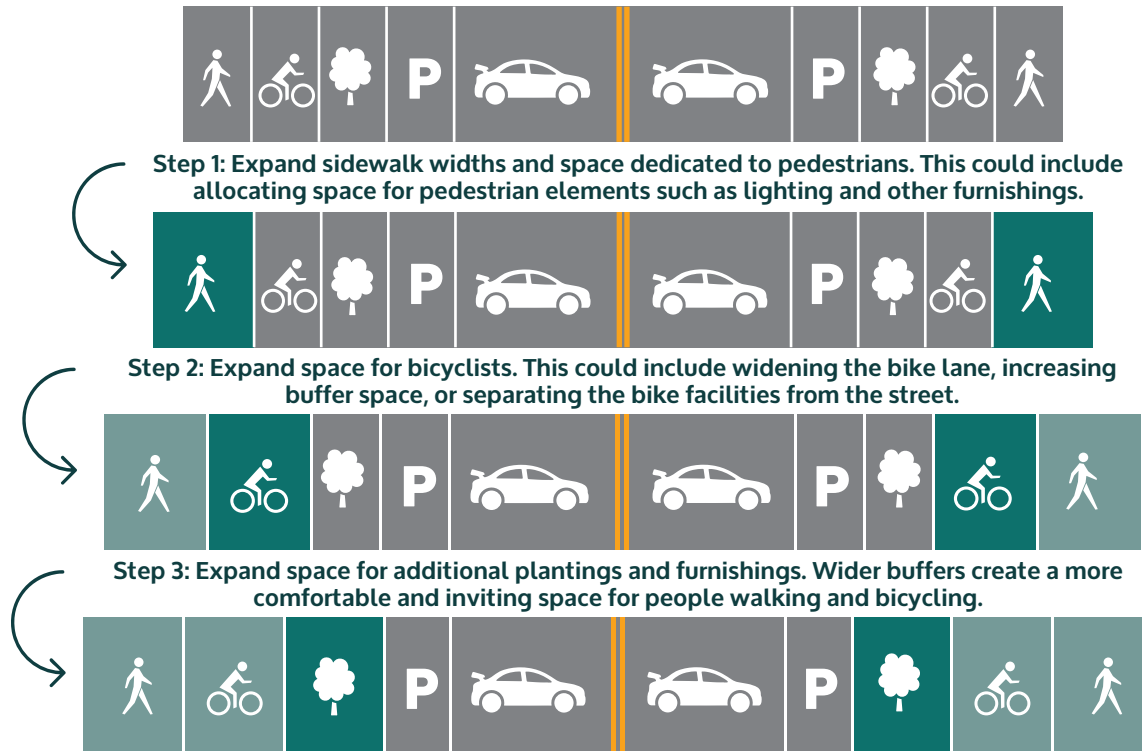 P P
Step 1: Expand sidewalk widths and space dedicated to pedestrians. This could include
allocating space for pedestrian elements such as lighting and other furnishings.
P P
Step 2: Expand space for bicyclists. This could include widening the bike lane, increasing
buffer space, or separating the bike facilities from the street.
P P
Step 3: Expand space for additional plantings and furnishings. Wider buffers create a more
comfortable and inviting space for people walking and bicycling.
P P